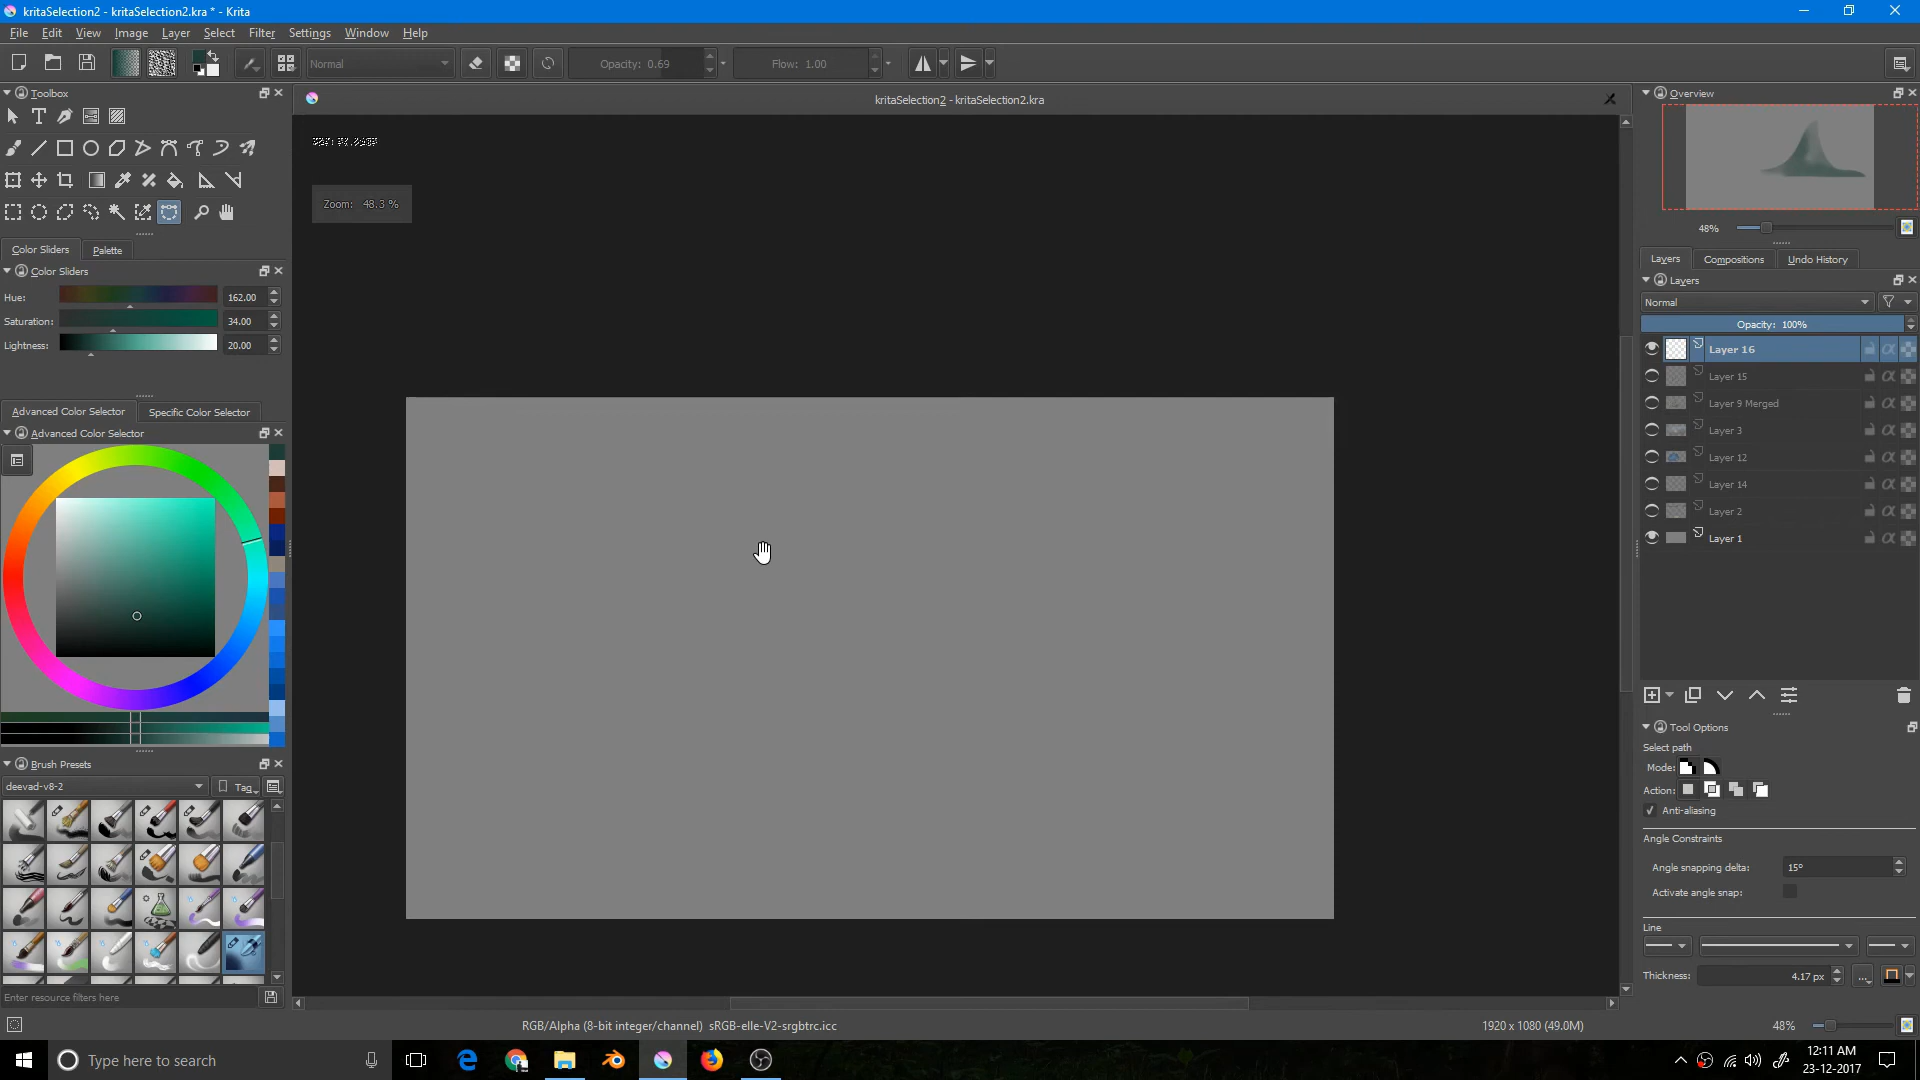 kritaSelection2 - kritaSelection2.kra * - Krita
File Edit View Image Layer Select Filter Settings Window Help
Normal Opacity: 0.69 Flow: 1.00
Toolbox
kritaSelection2 - kritaSelection2.kra
Overview
Zoom: 48.3 %
48%
Color Sliders Palette
Layers Compositions Undo History
Color Sliders
Layers
Hue: 162.00
Normal
Saturation: 34.00
Opacity: 100%
Lightness: 20.00
Layer 16
Layer 15
Layer 9 Merged
Advanced Color Selector Specific Color Selector
Layer 3
Advanced Color Selector
Layer 12
Layer 14
Layer 2
Layer 1
Tool Options
Select path
Brush Presets
Mode:
deevad-v8-2 Tag
Action:
Anti-aliasing
Angle Constraints
Angle snapping delta: 15°
Activate angle snap:
Line
Thickness: 4.17 px
Enter resource filters here
RGB/Alpha (8-bit integer/channel) sRGB-elle-V2-srgbtrc.icc
1920 x 1080 (49.0M)
48%
Type here to search
12:11 AM
23-12-2017